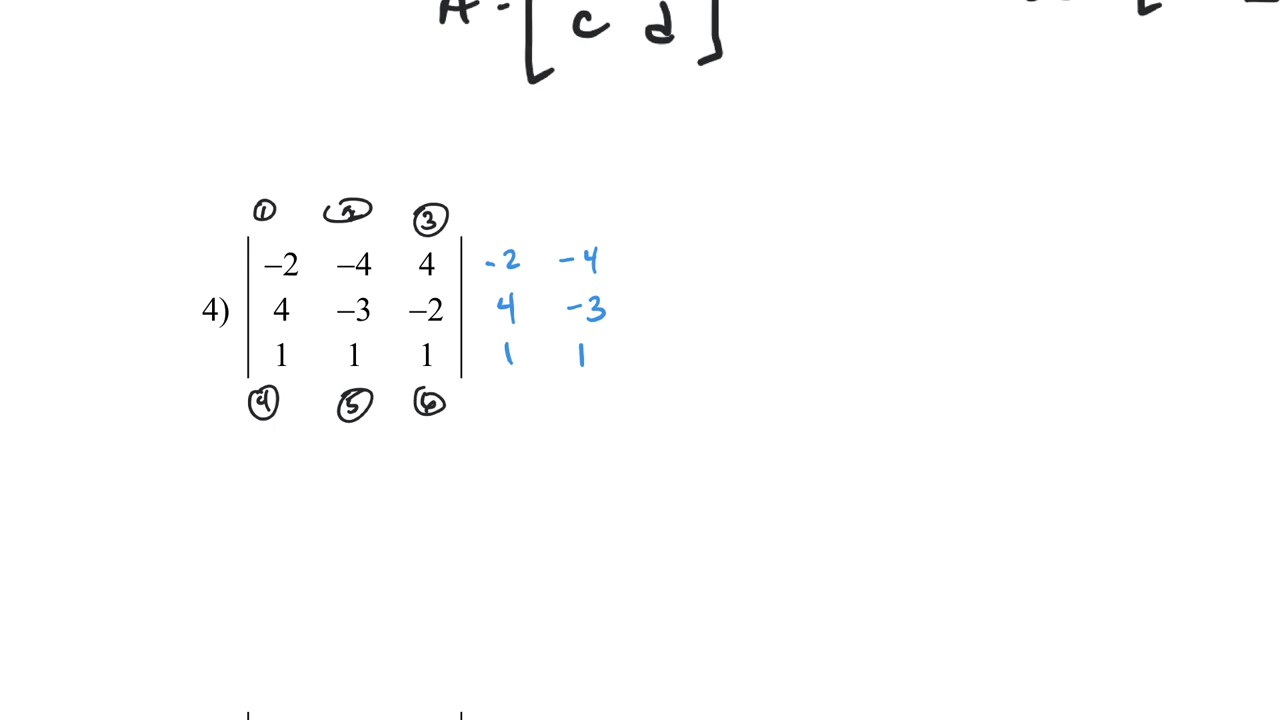 A = [ c d ]
① ② ③
−2 −4 4 -2 -4
4) 4 −3 −2 4 -3
1 1 1 1 1
④ ⑤ ⑥